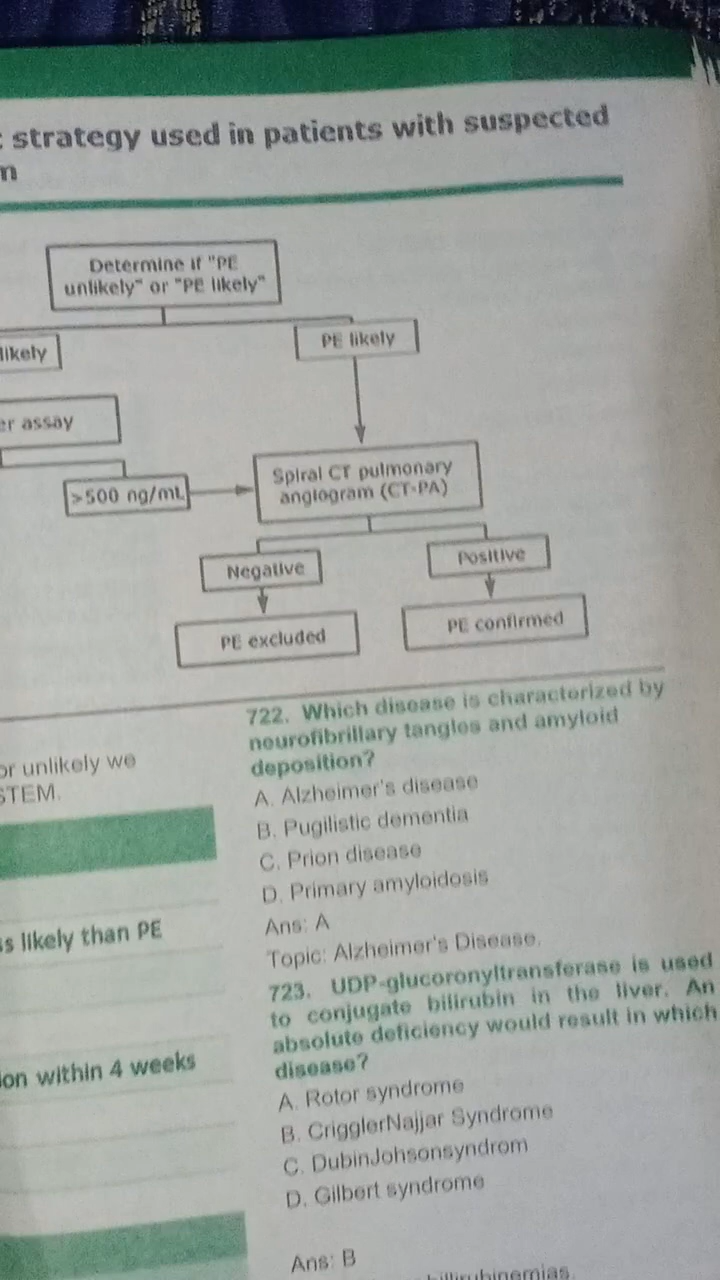 : strategy used in patients with suspected
n
Determine if "PE
unlikely" or "PE likely"
likely
PE likely
er assay
>500 ng/mL
Spiral CT pulmonary
angiogram (CT-PA)
Negative
Positive
PE excluded
PE confirmed
or unlikely we
STEM.
ss likely than PE
ion within 4 weeks
722. Which disease is characterized by
neurofibrillary tangles and amyloid
deposition?
A. Alzheimer's disease
B. Pugilistic dementia
C. Prion disease
D. Primary amyloidosis
Ans: A
Topic: Alzheimer's Disease.
723. UDP-glucoronyltransferase is used
to conjugate bilirubin in the liver. An
absolute deficiency would result in which
disease?
A. Rotor syndrome
B. CrigglerNajjar Syndrome
C. DubinJohsonsyndrom
D. Gilbert syndrome
Ans: B